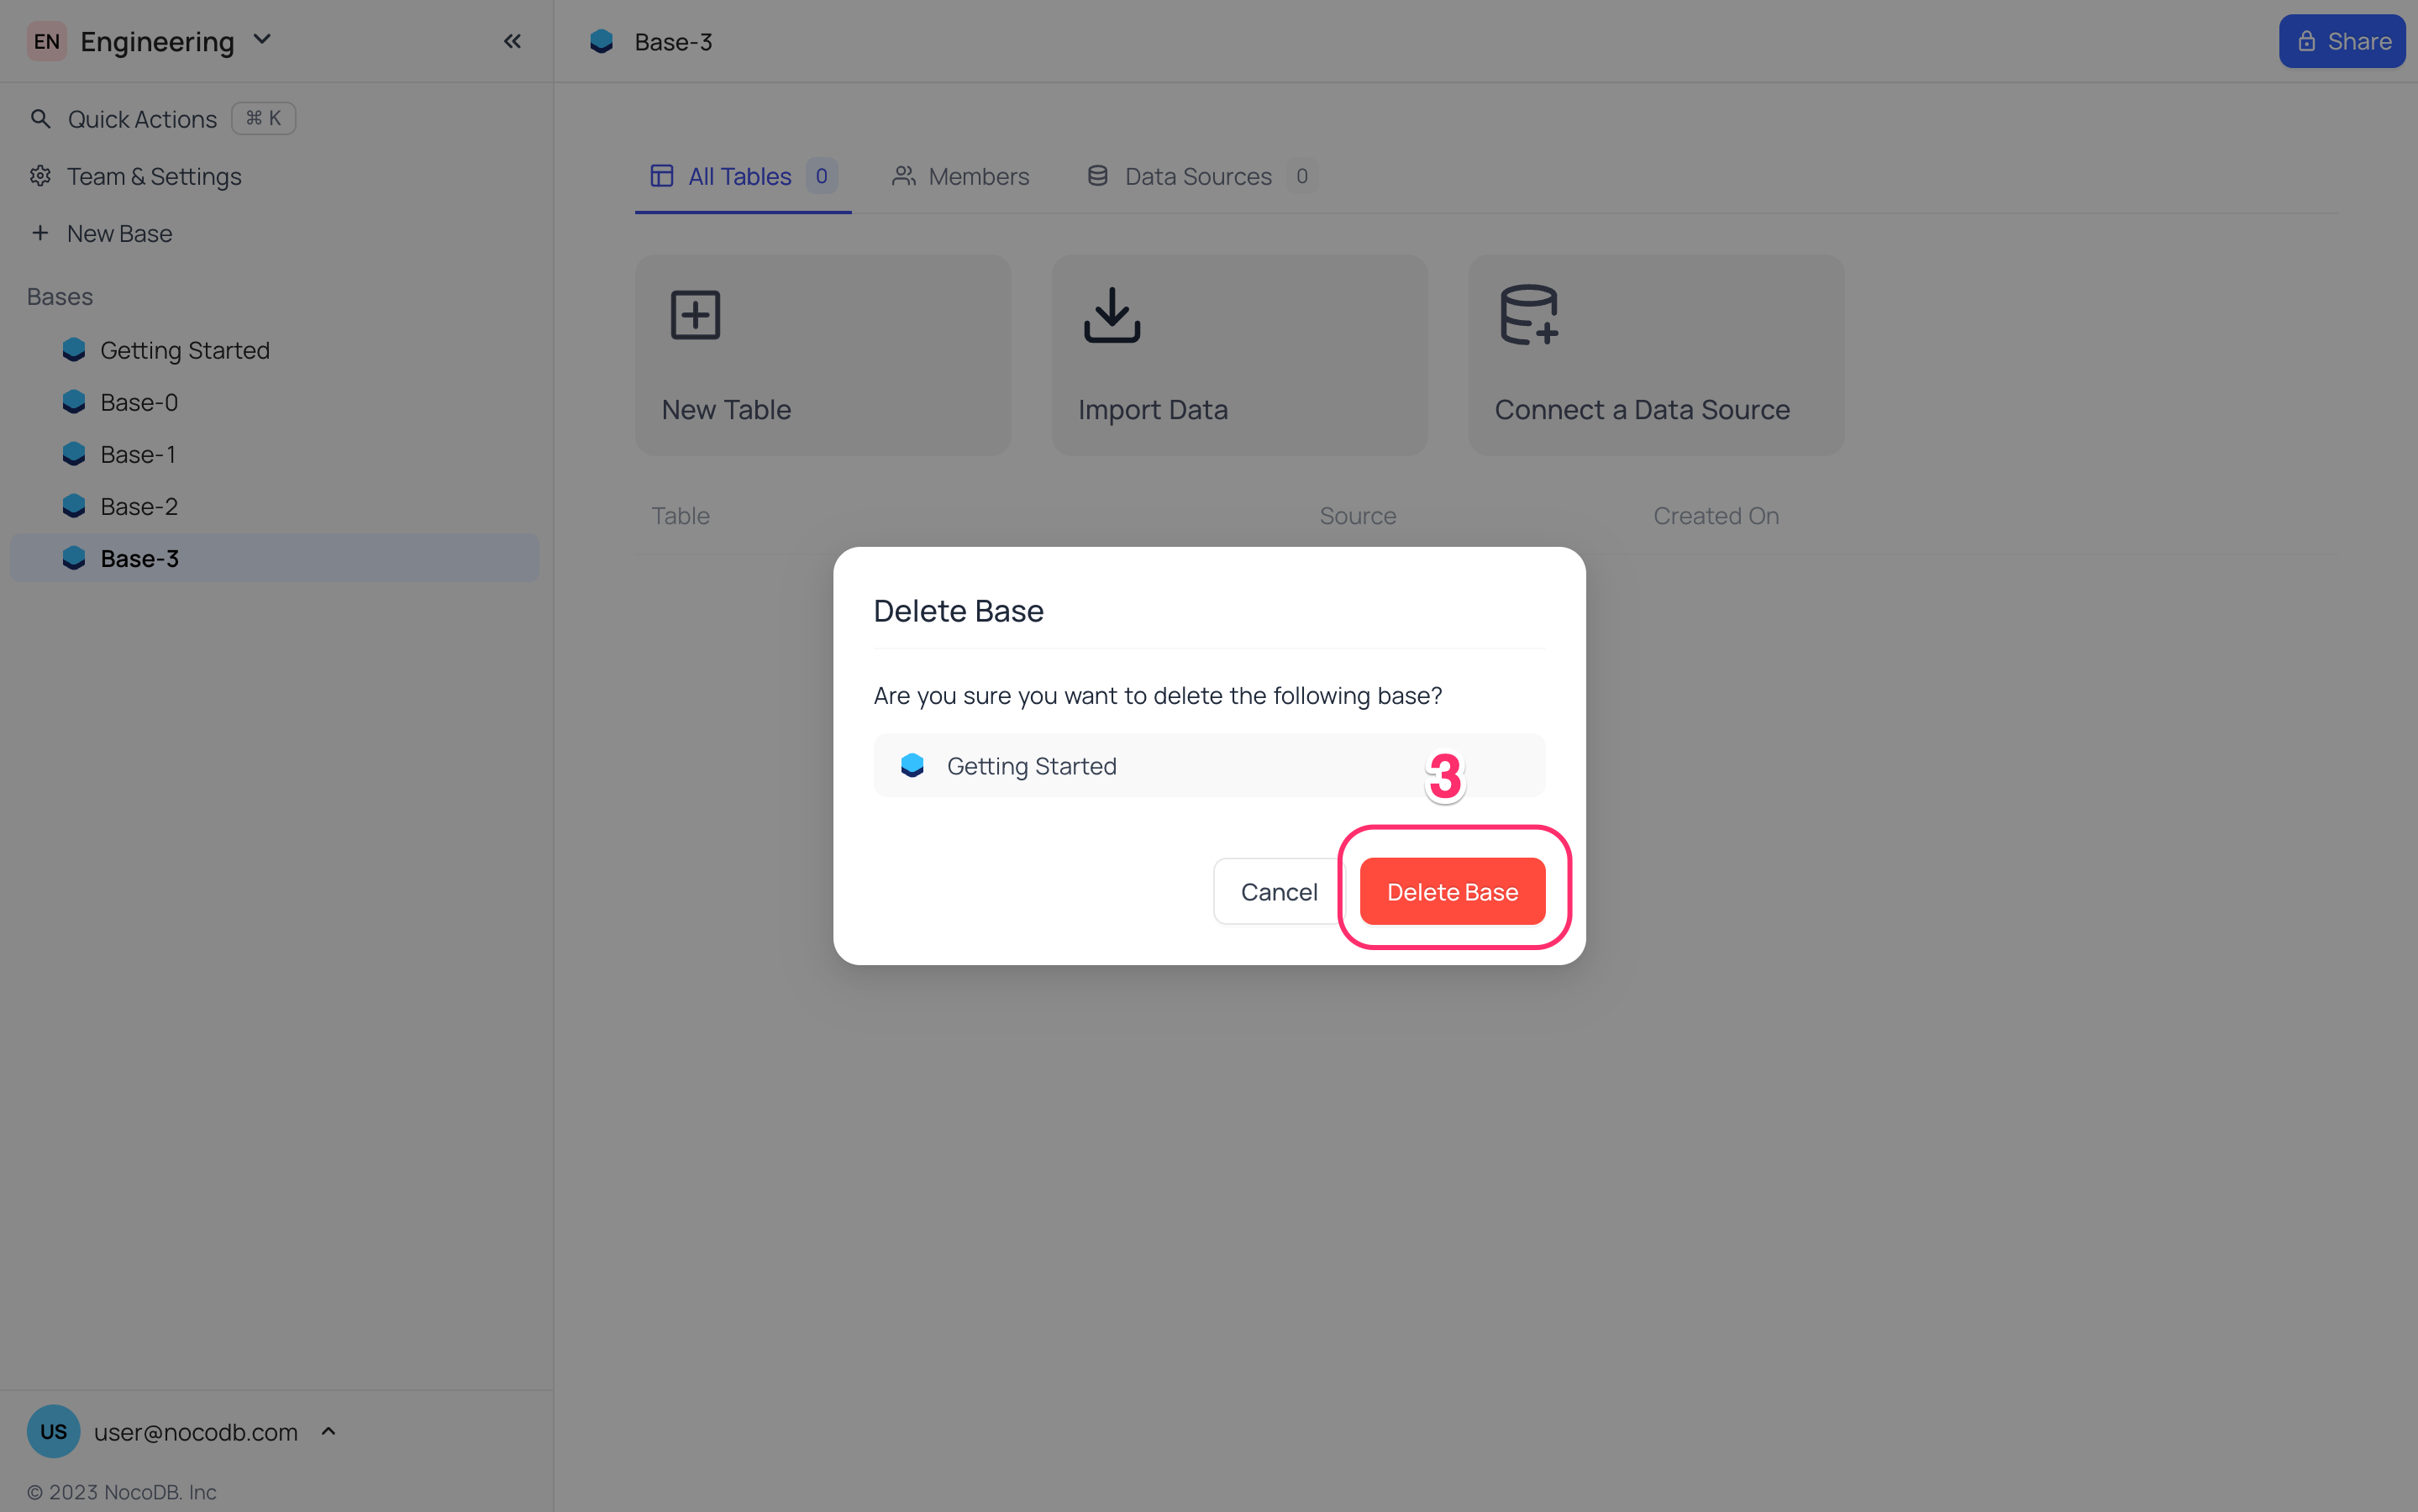 EN Engineering
Base-3
Share
Quick Actions ⌘ K
Team & Settings
New Base
Bases
Getting Started
Base-0
Base-1
Base-2
Base-3
All Tables 0
Members
Data Sources 0
New Table
Import Data
Connect a Data Source
Table Source Created On
Delete Base
Are you sure you want to delete the following base?
Getting Started
3
Cancel
Delete Base
US user@nocodb.com
© 2023 NocoDB. Inc